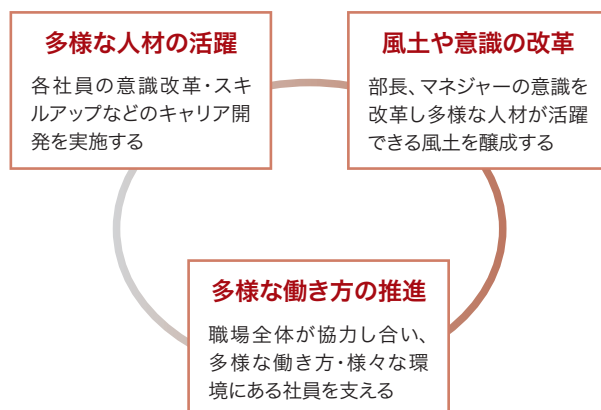 多様な人材の活躍
各社員の意識改革・スキ
ルアップなどのキャリア開
発を実施する
風土や意識の改革
部長、マネジャーの意識を
改革し多様な人材が活躍
できる風土を醸成する
多様な働き方の推進
職場全体が協力し合い、
多様な働き方・様々な環
境にある社員を支える